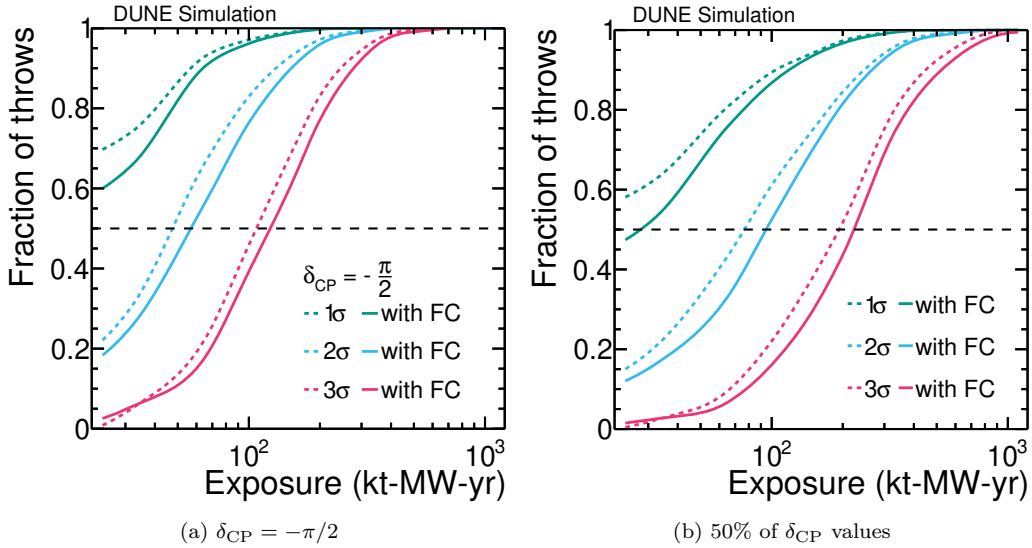 DUNE Simulation
Fraction of throws
1
0.8
0.6
0.4
0.2
0
δCP = - π/2
1σ with FC
2σ with FC
3σ with FC
10² 10³
Exposure (kt-MW-yr)
(a) δCP = −π/2
DUNE Simulation
Fraction of throws
1
0.8
0.6
0.4
0.2
0
1σ with FC
2σ with FC
3σ with FC
10² 10³
Exposure (kt-MW-yr)
(b) 50% of δCP values